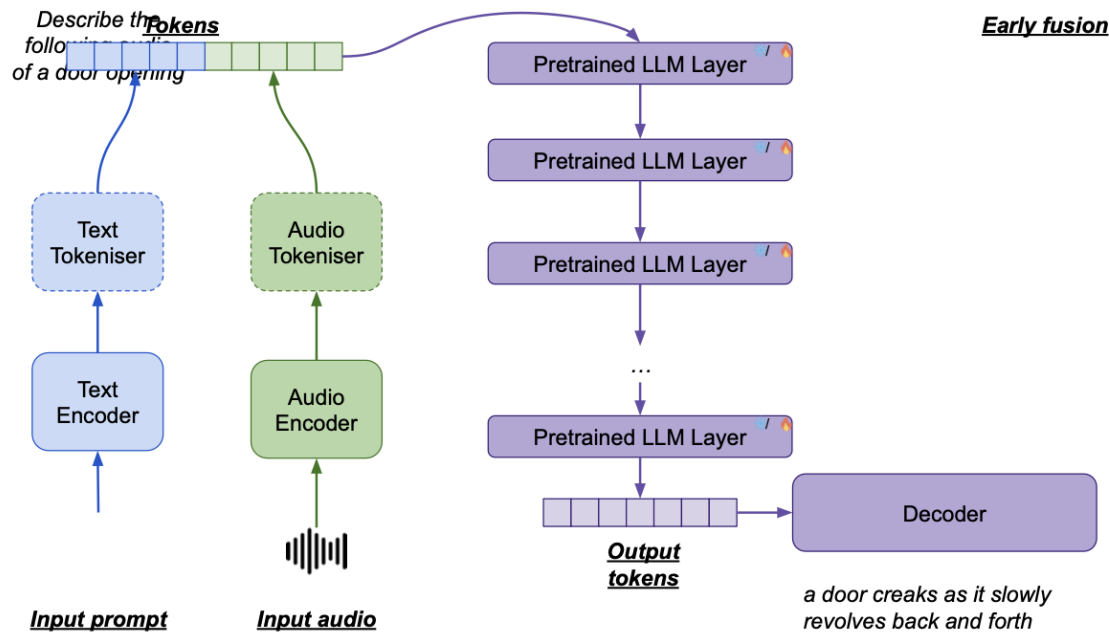 Describe the
following audio
of a door opening
Tokens
Early fusion
Pretrained LLM Layer
Pretrained LLM Layer
Pretrained LLM Layer
...
Pretrained LLM Layer
Text
Tokeniser
Audio
Tokeniser
Text
Encoder
Audio
Encoder
Input prompt
Input audio
Output
tokens
Decoder
a door creaks as it slowly
revolves back and forth